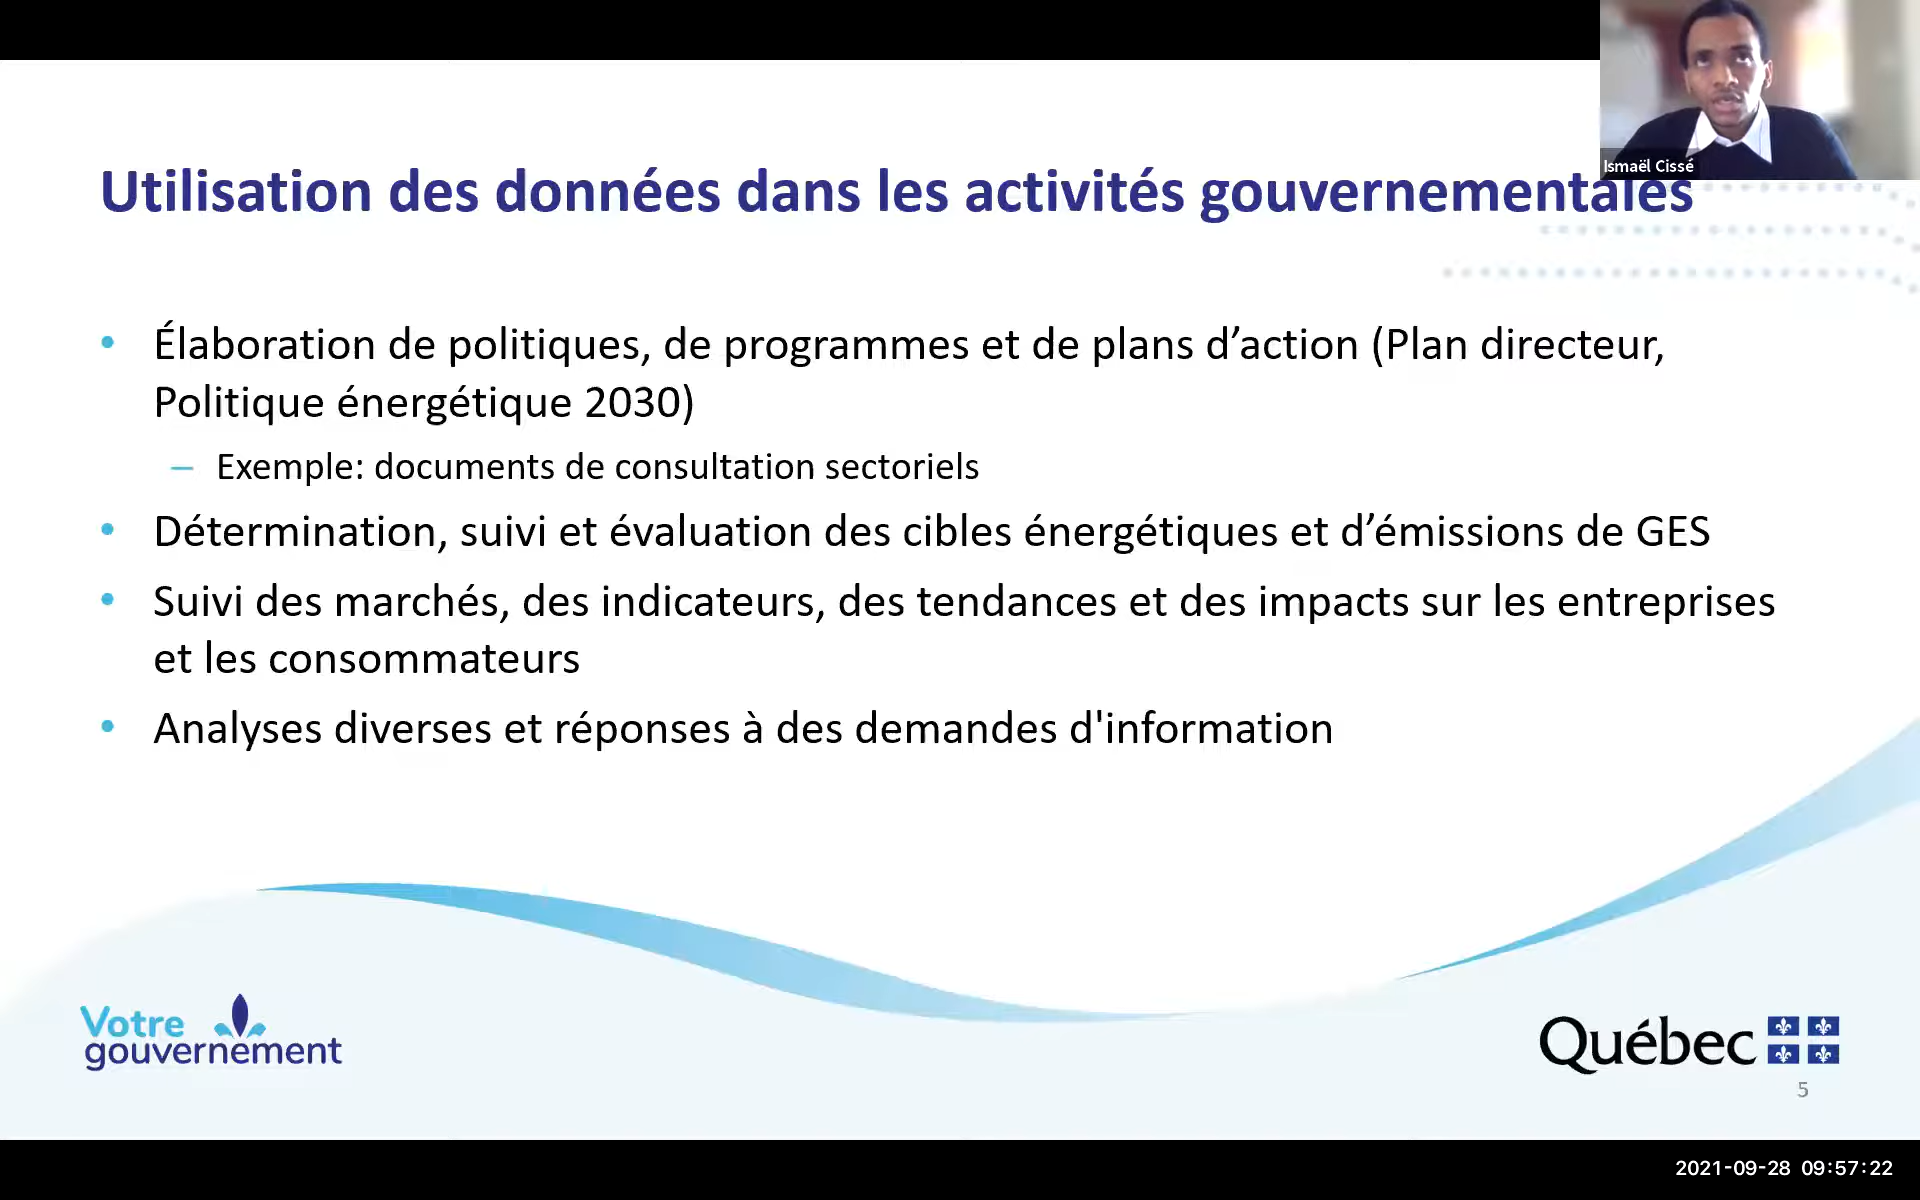 Ismaël Cissé
Utilisation des données dans les activités gouvernementales
• Élaboration de politiques, de programmes et de plans d’action (Plan directeur,
Politique énergétique 2030)
– Exemple: documents de consultation sectoriels
• Détermination, suivi et évaluation des cibles énergétiques et d’émissions de GES
• Suivi des marchés, des indicateurs, des tendances et des impacts sur les entreprises
et les consommateurs
• Analyses diverses et réponses à des demandes d'information
Votre
gouvernement
Québec
5
2021-09-28 09:57:22